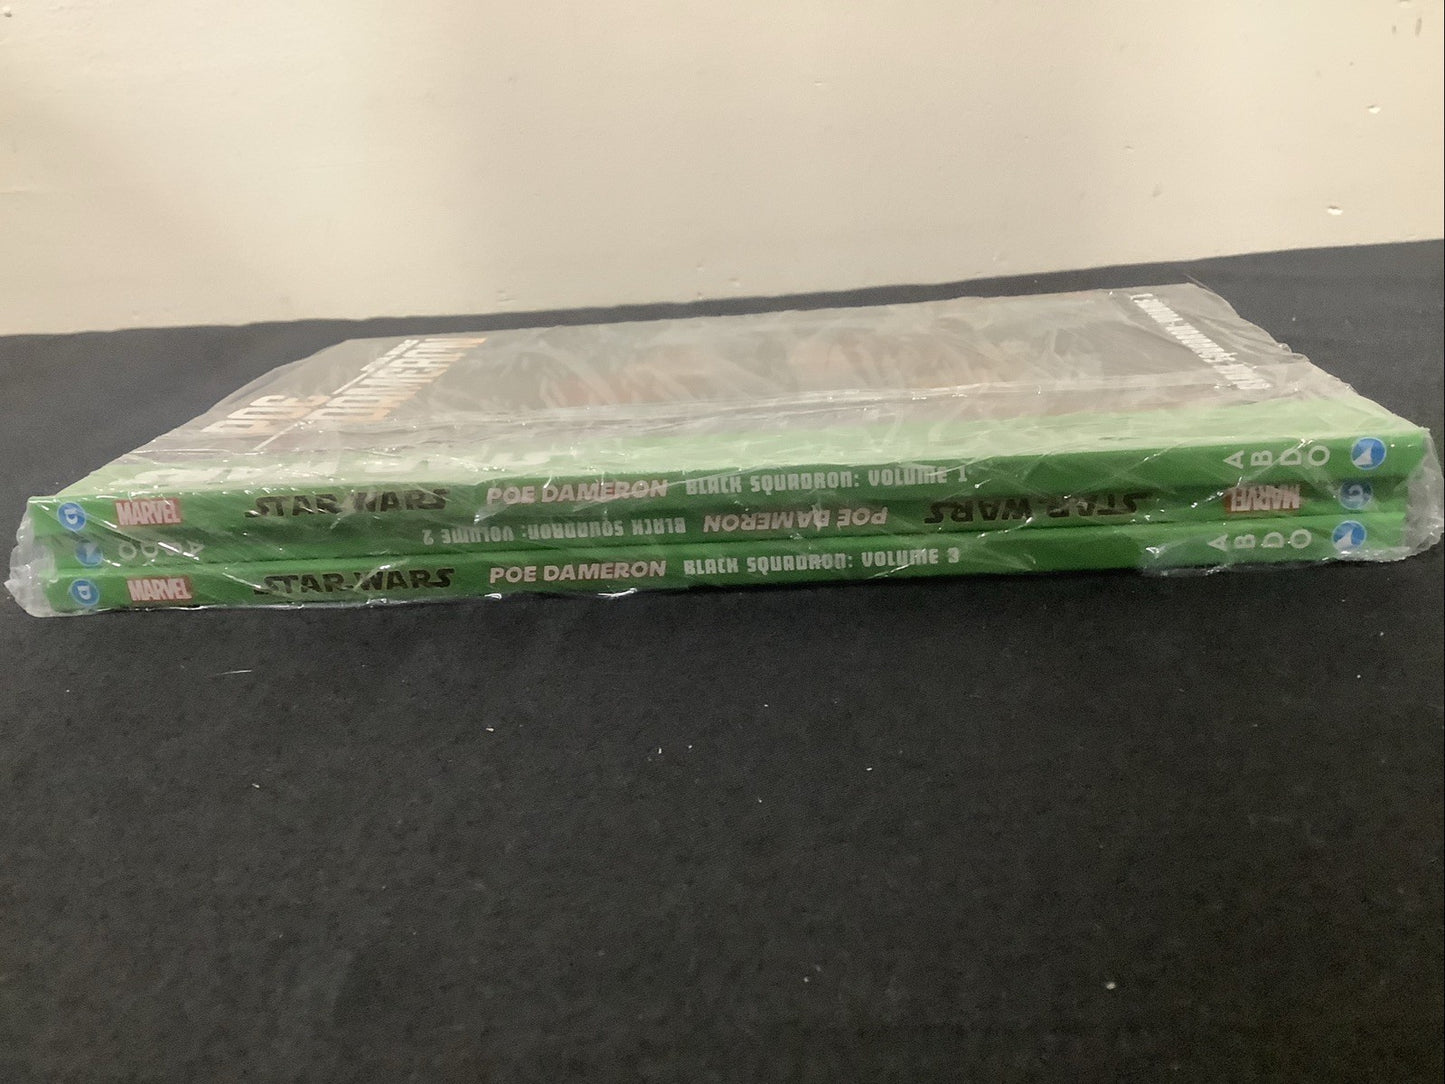 POE
DAMERON
MARVEL STAR WARS POE DAMERON BLACK SQUADRON: VOLUME 1 ABDO
MARVEL STAR WARS POE DAMERON BLACK SQUADRON: VOLUME 2 ABDO
MARVEL STAR WARS POE DAMERON BLACK SQUADRON: VOLUME 3 ABDO